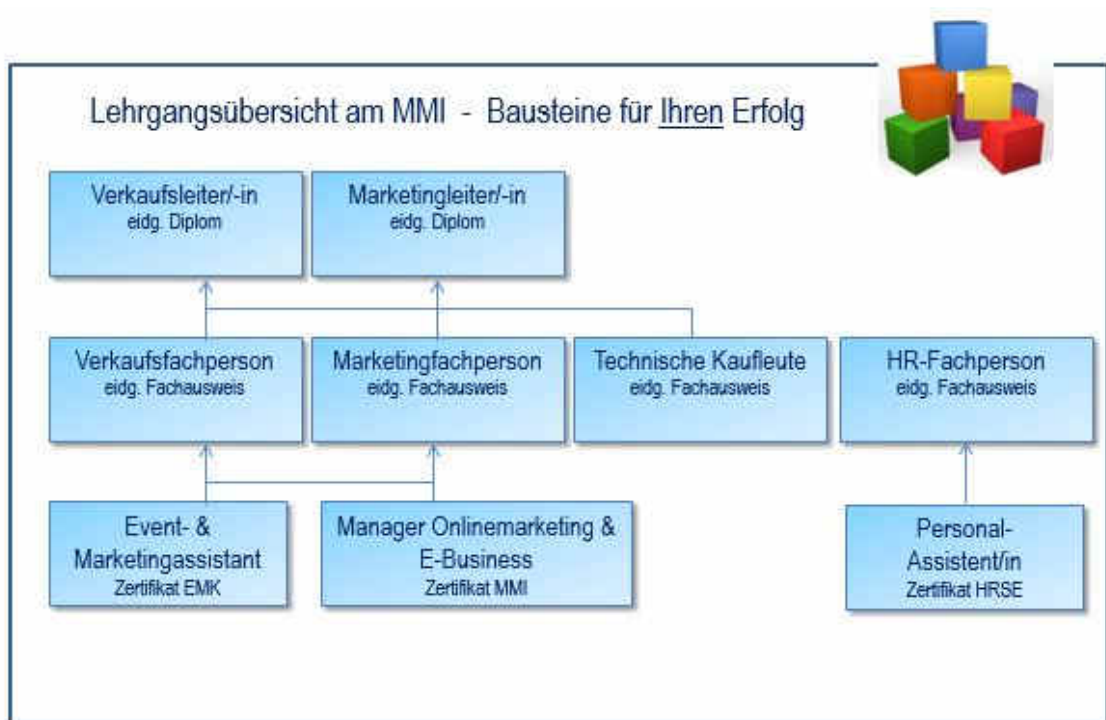 Lehrgangsübersicht am MMI - Bausteine für Ihren Erfolg
Verkaufsleiter/-in
eidg. Diplom
Marketingleiter/-in
eidg. Diplom
Verkaufsfachperson
eidg. Fachausweis
Marketingfachperson
eidg. Fachausweis
Technische Kaufleute
eidg. Fachausweis
HR-Fachperson
eidg. Fachausweis
Event- &
Marketingassistant
Zertifikat EMK
Manager Onlinemarketing &
E-Business
Zertifikat MMI
Personal-
Assistent/in
Zertifikat HRSE